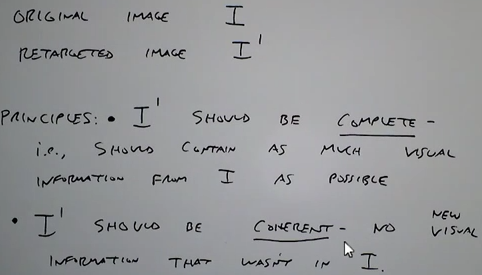 ORIGINAL IMAGE I
RETARGETED IMAGE I'
PRINCIPLES: • I' SHOULD BE COMPLETE -
i.e., SHOULD CONTAIN AS MUCH VISUAL
INFORMATION FROM I AS POSSIBLE
• I' SHOULD BE COHERENT - NO NEW VISUAL
INFORMATION THAT WASN'T IN I.